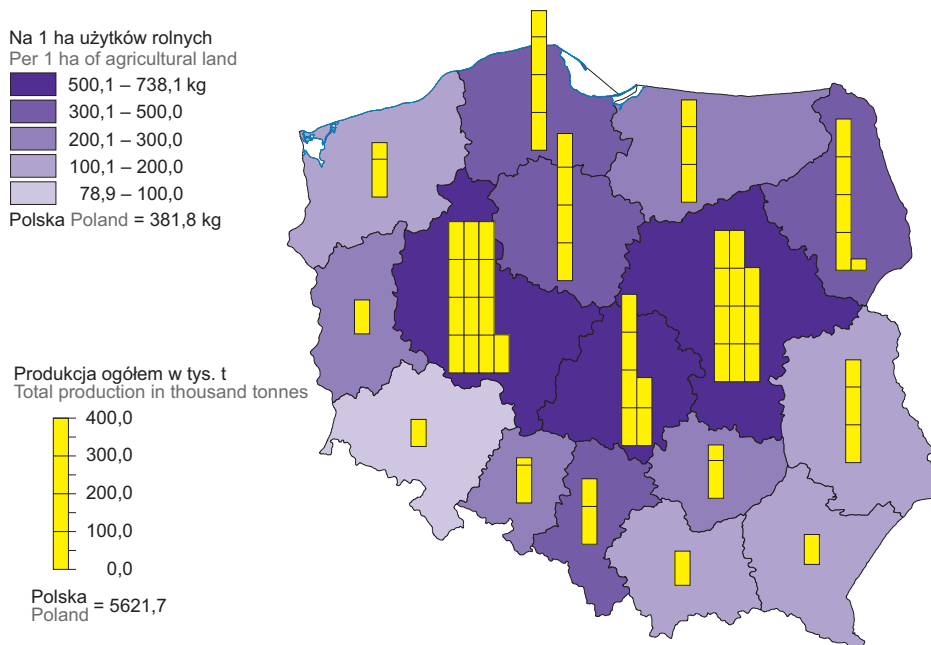 Na 1 ha użytków rolnych
Per 1 ha of agricultural land
500,1 – 738,1 kg
300,1 – 500,0
200,1 – 300,0
100,1 – 200,0
78,9 – 100,0
Polska Poland = 381,8 kg
Produkcja ogółem w tys. t
Total production in thousand tonnes
400,0
300,0
200,0
100,0
0,0
Polska
Poland = 5621,7